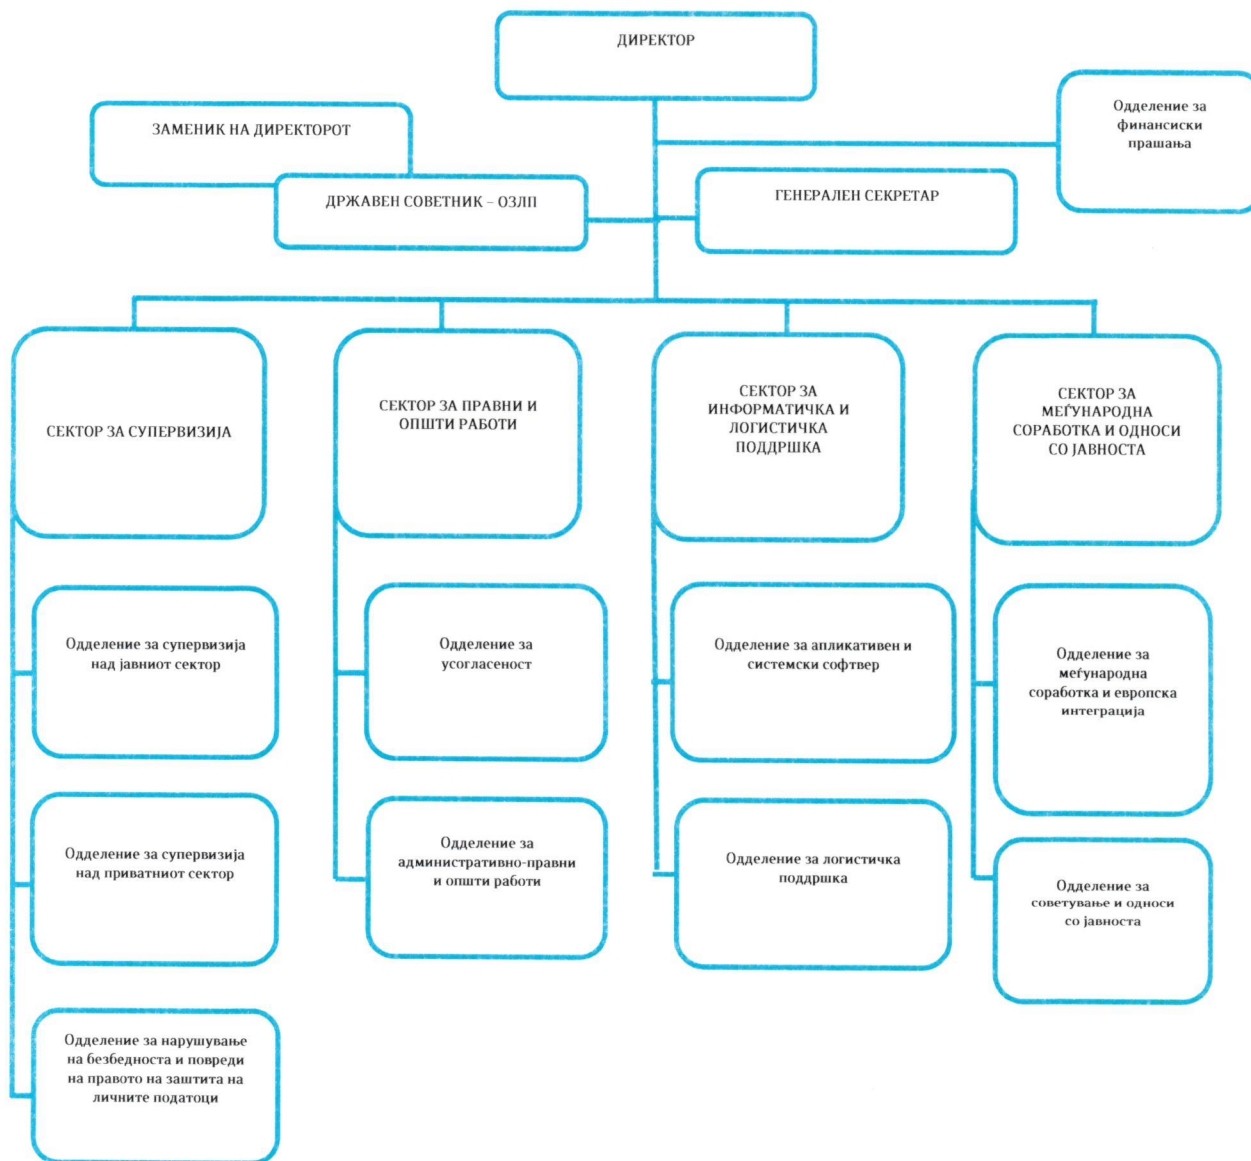 ДИРЕКТОР
Одделение за
финансиски
прашања
ЗАМЕНИК НА ДИРЕКТОРОТ
ДРЖАВЕН СОВЕТНИК – ОЗЛП
ГЕНЕРАЛЕН СЕКРЕТАР
СЕКТОР ЗА СУПЕРВИЗИЈА
СЕКТОР ЗА ПРАВНИ И
ОПШТИ РАБОТИ
СЕКТОР ЗА
ИНФОРМАТИЧКА И
ЛОГИСТИЧКА
ПОДДРШКА
СЕКТОР ЗА
МЕЃУНАРОДНА
СОРАБОТКА И ОДНОСИ
СО ЈАВНОСТА
Одделение за супервизија
над јавниот сектор
Одделение за
усогласеност
Одделение за апликативен и
системски софтвер
Одделение за
меѓународна
соработка и европска
интеграција
Одделение за супервизија
над приватниот сектор
Одделение за
административно-правни
и општи работи
Одделение за логистичка
поддршка
Одделение за
советување и односи
со јавноста
Одделение за нарушување
на безбедноста и повреди
на правото на заштита на
личните податоци